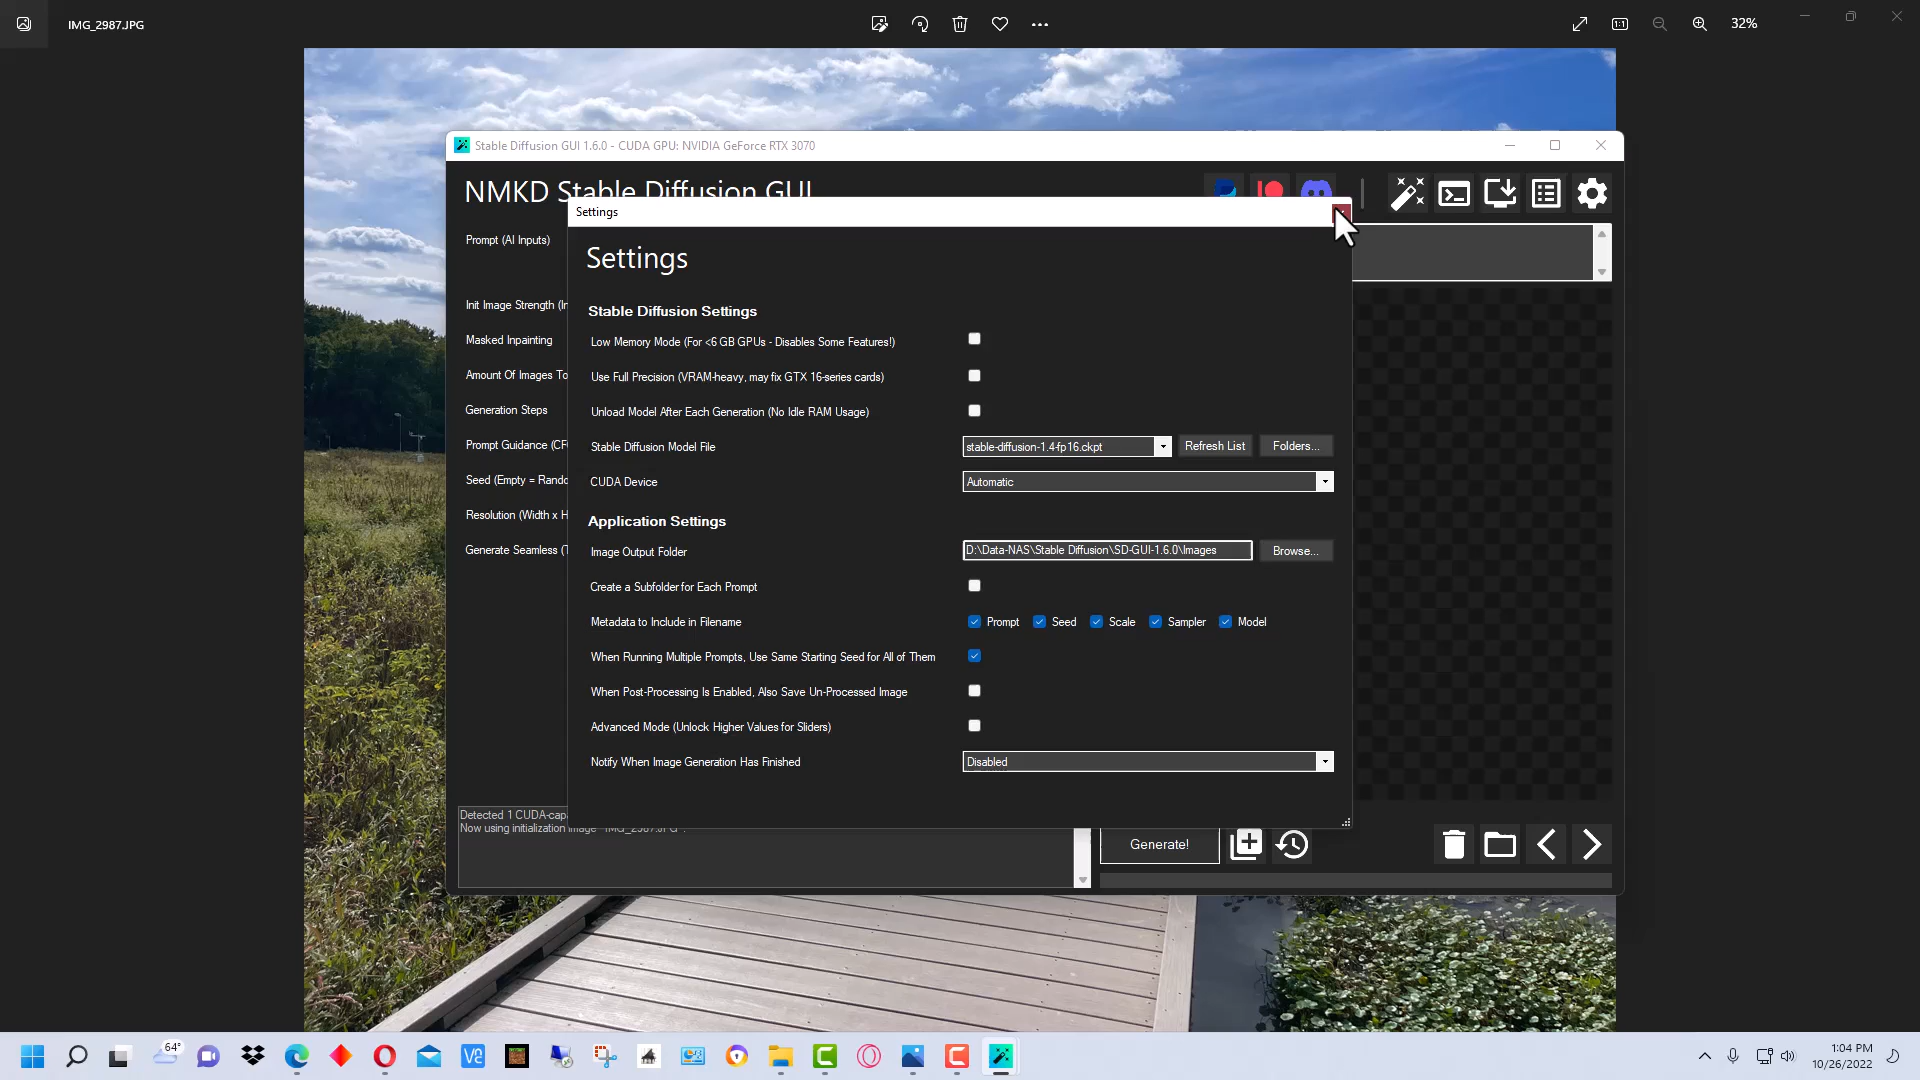 IMG_2987.JPG
32%
Stable Diffusion GUI 1.6.0 - CUDA GPU: NVIDIA GeForce RTX 3070
NMKD Stable Diffusion GUI
Settings
Prompt (AI Inputs)
Settings
Init Image Strength (In
Stable Diffusion Settings
Masked Inpainting
Low Memory Mode (For <6 GB GPUs - Disables Some Features!)
Amount Of Images To
Use Full Precision (VRAM-heavy, may fix GTX 16-series cards)
Generation Steps
Unload Model After Each Generation (No Idle RAM Usage)
Prompt Guidance (CF
Stable Diffusion Model File
stable-diffusion-1.4-fp16.ckpt
Refresh List
Folders...
Seed (Empty = Rando
CUDA Device
Automatic
Resolution (Width x H
Application Settings
Generate Seamless (T
Image Output Folder
D:\Data-NAS\Stable Diffusion\SD-GUI-1.6.0\Images
Browse...
Create a Subfolder for Each Prompt
Metadata to Include in Filename
Prompt
Seed
Scale
Sampler
Model
When Running Multiple Prompts, Use Same Starting Seed for All of Them
When Post-Processing Is Enabled, Also Save Un-Processed Image
Advanced Mode (Unlock Higher Values for Sliders)
Notify When Image Generation Has Finished
Disabled
Detected 1 CUDA-capa
Now using initialization image "IMG_2987.JPG".
Generate!
64°
1:04 PM
10/26/2022